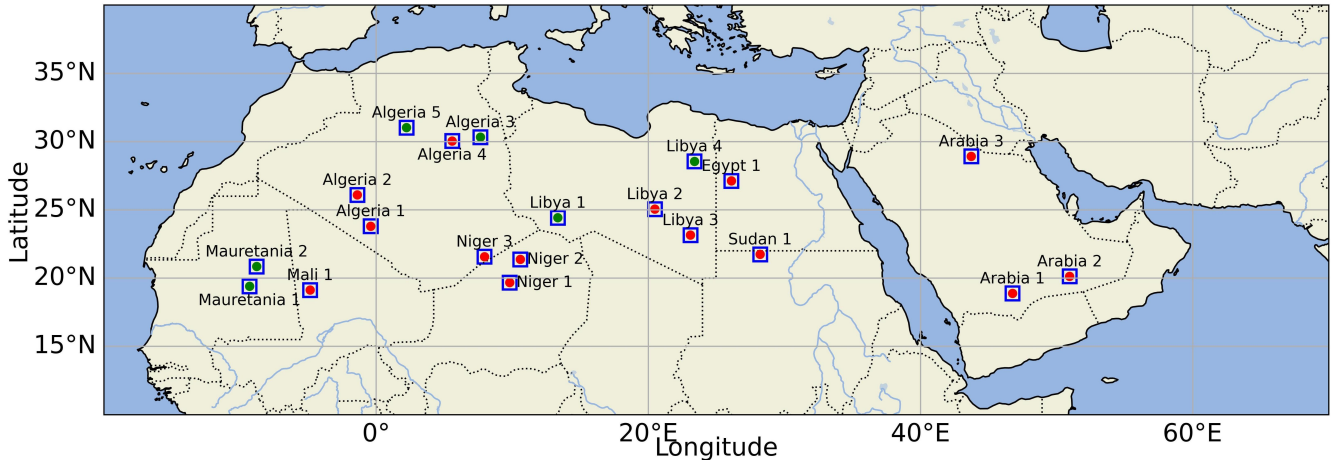 35°N
30°N
25°N
20°N
15°N
Latitude
Algeria 5
Algeria 3
Algeria 4
Libya 4
Egypt 1
Arabia 3
Algeria 2
Algeria 1
Libya 1
Libya 2
Libya 3
Mauretania 2
Mali 1
Mauretania 1
Niger 3
Niger 2
Niger 1
Sudan 1
Arabia 1
Arabia 2
0°
20°E
40°E
60°E
Longitude